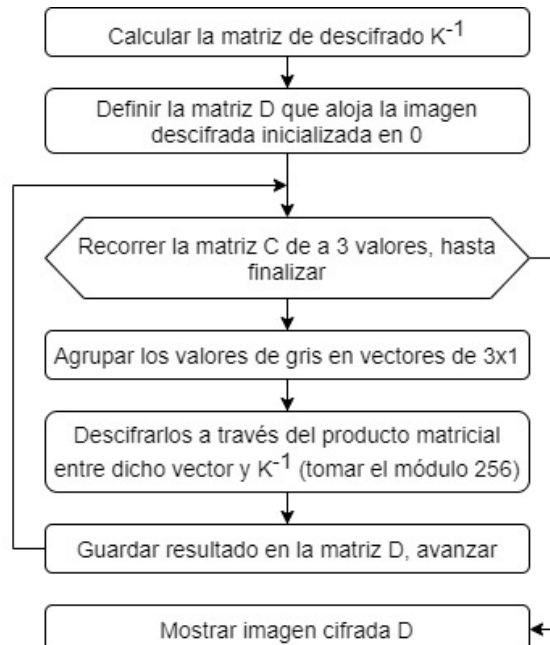 Calcular la matriz de descifrado K⁻¹
Definir la matriz D que aloja la imagen
descifrada inicializada en 0
Recorrer la matriz C de a 3 valores, hasta
finalizar
Agrupar los valores de gris en vectores de 3x1
Descifrarlos a través del producto matricial
entre dicho vector y K⁻¹ (tomar el módulo 256)
Guardar resultado en la matriz D, avanzar
Mostrar imagen cifrada D